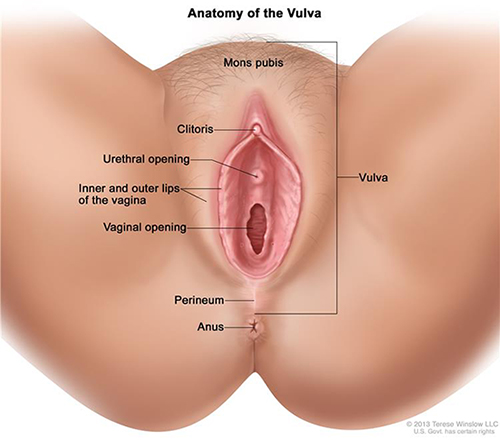 Anatomy of the Vulva
Mons pubis
Clitoris
Urethral opening
Inner and outer lips
of the vagina
Vulva
Vaginal opening
Perineum
Anus
© 2013 Terese Winslow LLC
U.S. Govt. has certain rights